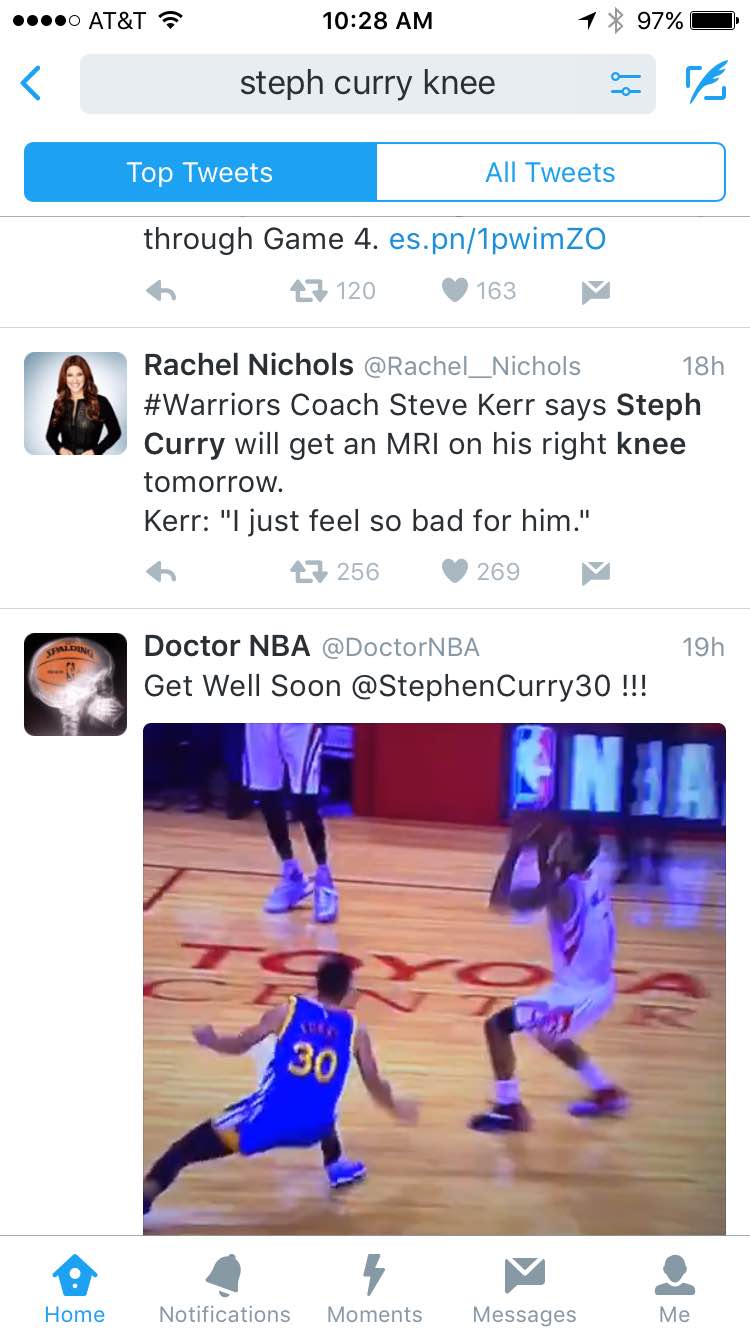 AT&T
10:28 AM
97%
steph curry knee
Top Tweets
All Tweets
through Game 4. es.pn/1pwimZO
120
163
Rachel Nichols @Rachel__Nichols 18h
#Warriors Coach Steve Kerr says Steph
Curry will get an MRI on his right knee
tomorrow.
Kerr: "I just feel so bad for him."
256
269
SPALDING
Doctor NBA @DoctorNBA 19h
Get Well Soon @StephenCurry30 !!!
NBA
TOYOTA
CENTER
CURRY
30
Home
Notifications
Moments
Messages
Me